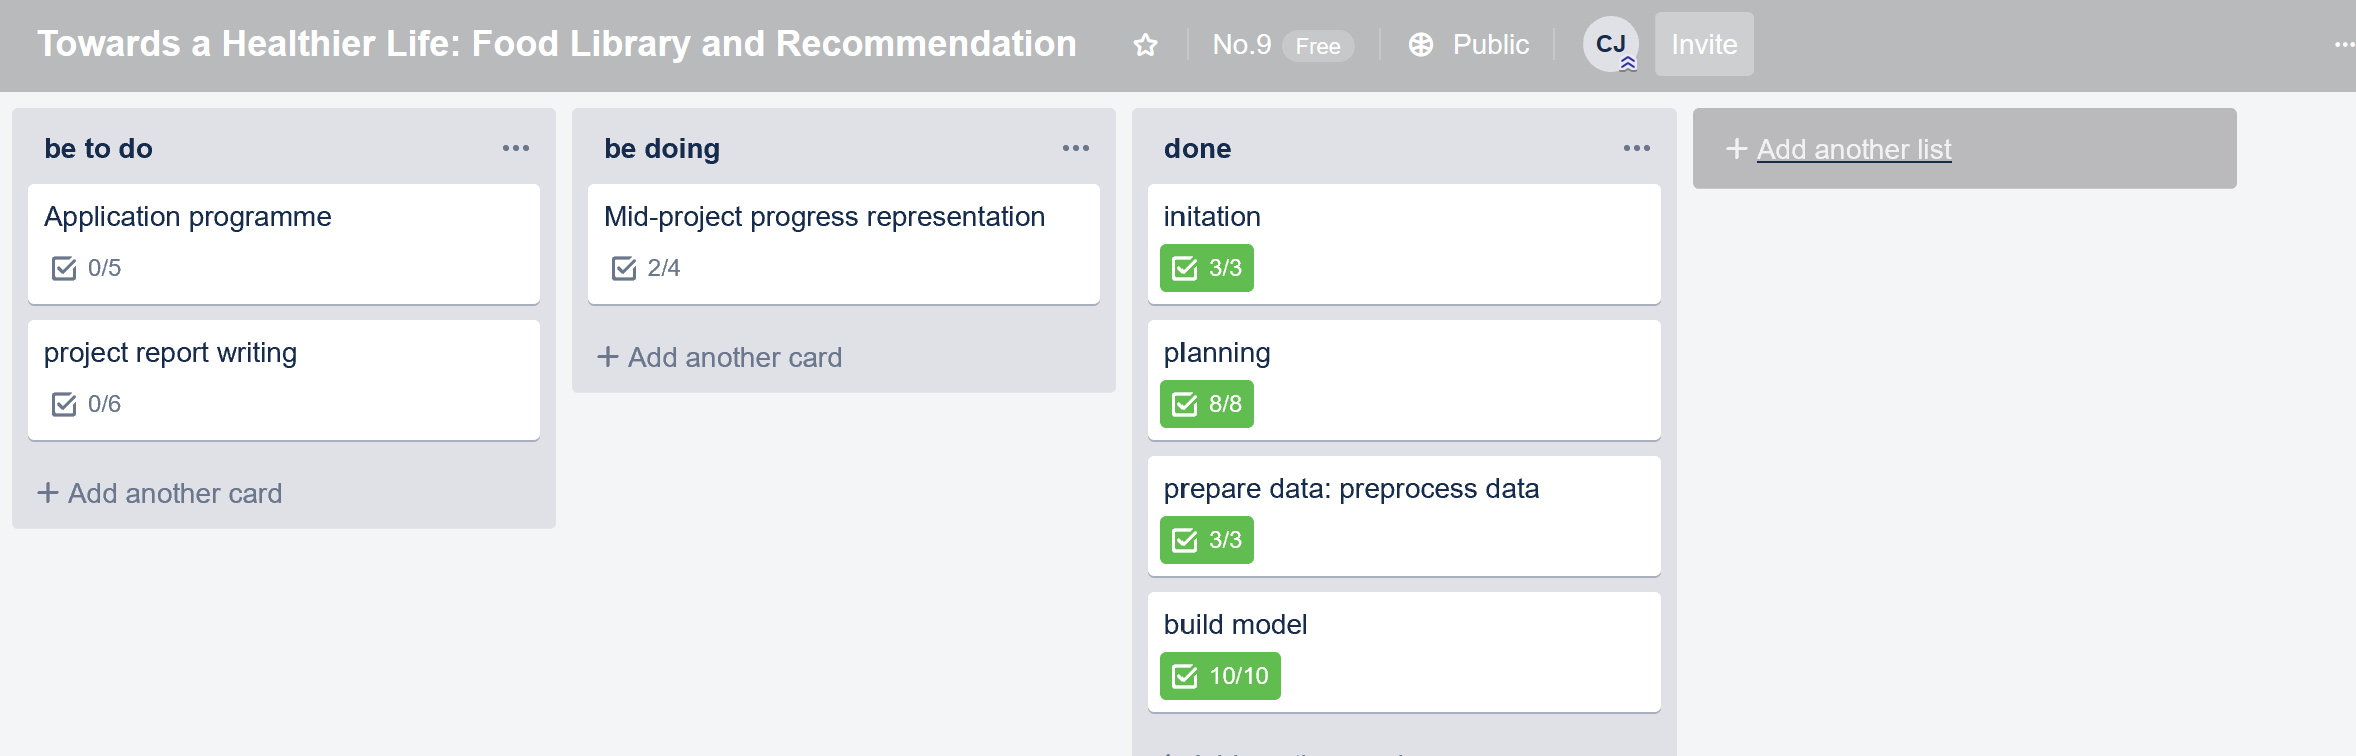 Towards a Healthier Life: Food Library and Recommendation
No.9 Free
Public
CJ
Invite
be to do
Application programme
0/5
project report writing
0/6
+ Add another card
be doing
Mid-project progress representation
2/4
+ Add another card
done
initation
3/3
planning
8/8
prepare data: preprocess data
3/3
build model
10/10
+ Add another list